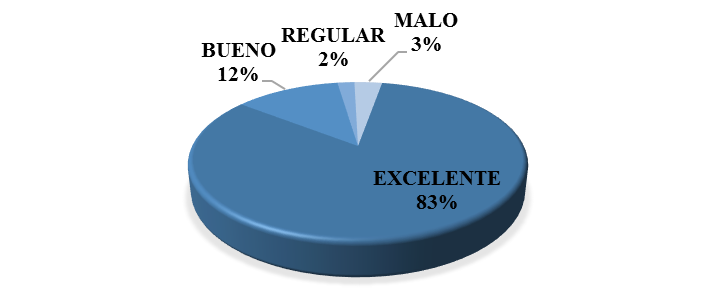 BUENO
12%
REGULAR
2%
MALO
3%
EXCELENTE
83%